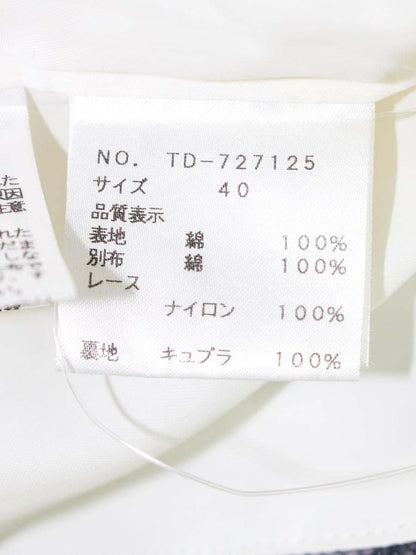 NO. TD-727125
サイズ 40
品質表示
表地 綿 100%
別布 綿 100%
レース
ナイロン 100%
裏地 キュプラ 100%